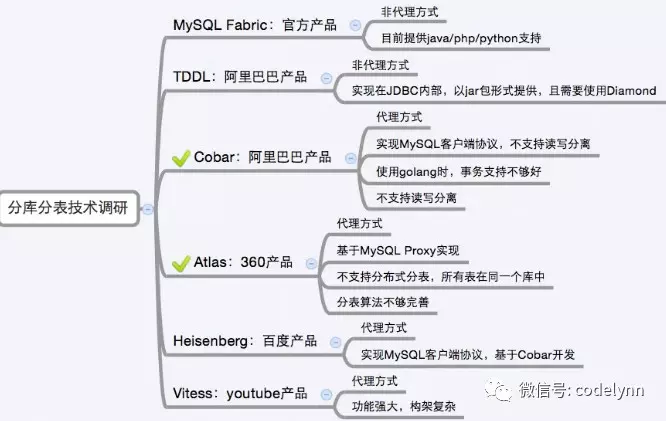 分库分表技术调研
MySQL Fabric：官方产品
非代理方式
目前提供java/php/python支持
TDDL：阿里巴巴产品
非代理方式
实现在JDBC内部，以jar包形式提供，且需要使用Diamond
Cobar：阿里巴巴产品
代理方式
实现MySQL客户端协议，不支持读写分离
使用golang时，事务支持不够好
不支持读写分离
Atlas：360产品
代理方式
基于MySQL Proxy实现
不支持分布式分表，所有表在同一个库中
分表算法不够完善
Heisenberg：百度产品
代理方式
实现MySQL客户端协议，基于Cobar开发
Vitess：youtube产品
代理方式
功能强大，构架复杂
微信号: codelynn